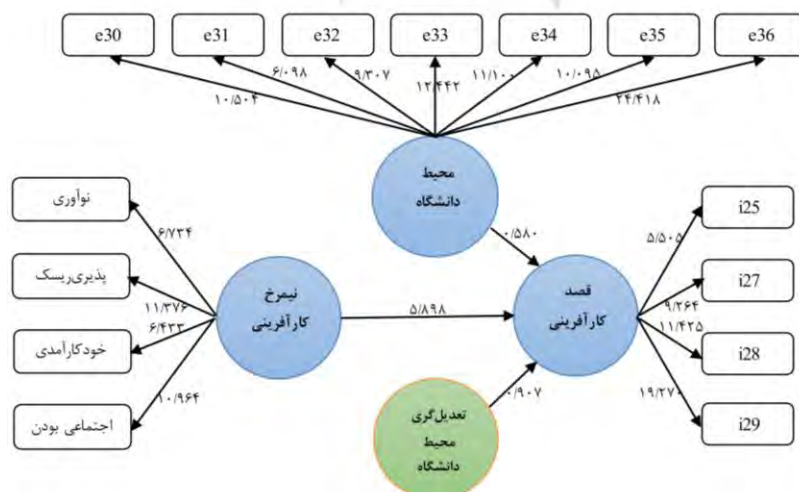 e30
e31
e32
e33
e34
e35
e36
۱۰/۵۰۴
۶/۰۹۸
۹/۳۰۷
۱۲/۴۴۲
۱۱/۱۰۰
۱۰/۰۹۵
۲۴/۴۱۸
محیط
دانشگاه
نوآوری
پذیری‌ریسک
خودکارآمدی
اجتماعی بودن
۶/۷۳۴
۱۱/۳۷۶
۶/۴۳۳
۱۰/۹۶۴
نیمرخ
کارآفرینی
۵/۸۹۸
۰/۵۸۰
۰/۹۰۷
قصد
کارآفرینی
تعدیل‌گری
محیط
دانشگاه
۵/۵۰۵
۹/۲۶۴
۱۱/۴۲۵
۱۹/۲۷۰
i25
i27
i28
i29